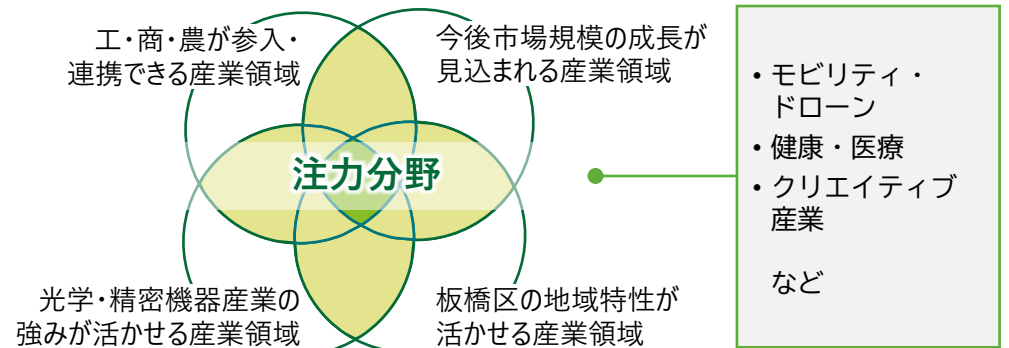 工・商・農が参入・
連携できる産業領域
今後市場規模の成長が
見込まれる産業領域
注力分野
光学・精密機器産業の
強みが活かせる産業領域
板橋区の地域特性が
活かせる産業領域
• モビリティ・
ドローン
• 健康・医療
• クリエイティブ
産業
など